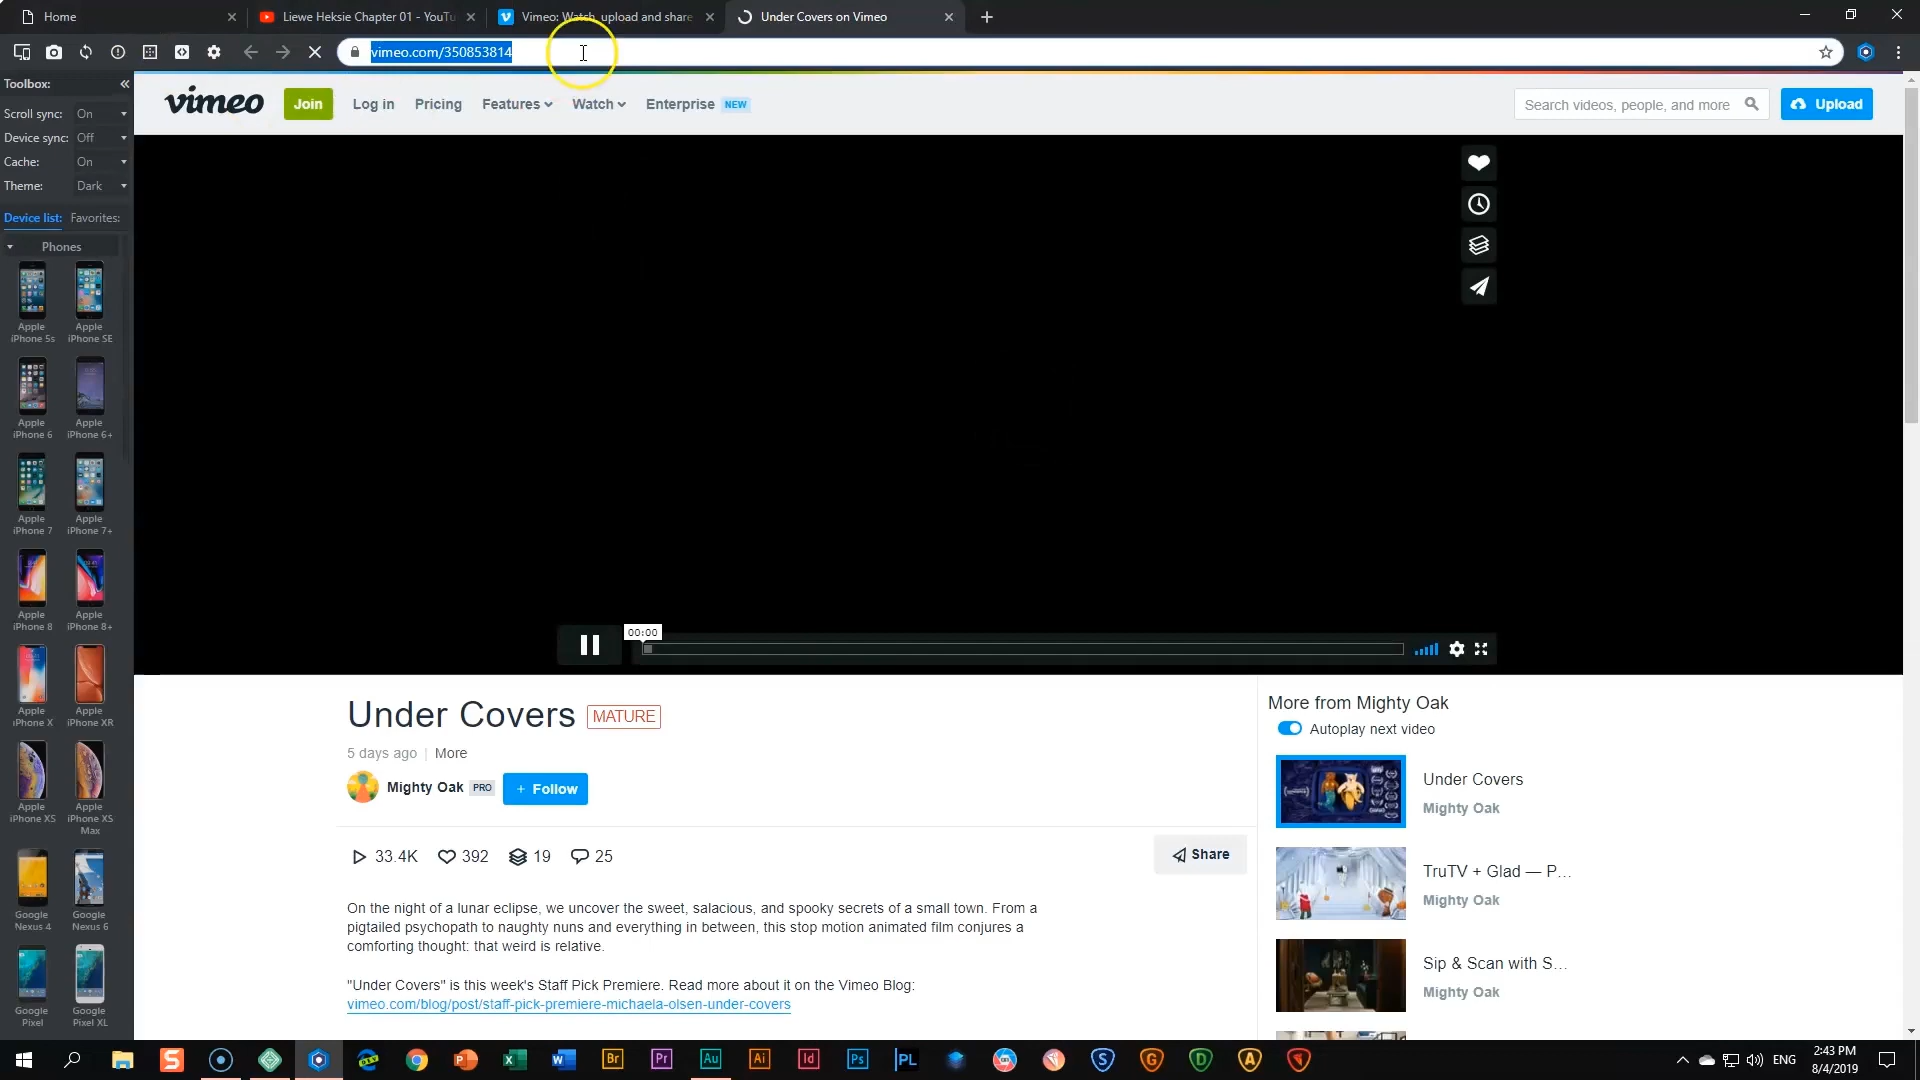 Home
Liewe Heksie Chapter 01 - YouTu
Vimeo: Watch, upload and share
Under Covers on Vimeo
vimeo.com/350853814
Toolbox:
Scroll sync: On
Device sync: Off
Cache: On
Theme: Dark
Device list: Favorites:
Phones
Apple iPhone 5s
Apple iPhone SE
Apple iPhone 6
Apple iPhone 6+
Apple iPhone 7
Apple iPhone 7+
Apple iPhone 8
Apple iPhone 8+
Apple iPhone X
Apple iPhone XR
Apple iPhone XS
Apple iPhone XS Max
Google Nexus 4
Google Nexus 6
Google Pixel
Google Pixel XL
vimeo
Join
Log in
Pricing
Features
Watch
Enterprise NEW
Search videos, people, and more
Upload
00:00
Under Covers MATURE
5 days ago | More
Mighty Oak PRO
+ Follow
33.4K 392 19 25
Share
On the night of a lunar eclipse, we uncover the sweet, salacious, and spooky secrets of a small town. From a
pigtailed psychopath to naughty nuns and everything in between, this stop motion animated film conjures a
comforting thought: that weird is relative.
"Under Covers" is this week's Staff Pick Premiere. Read more about it on the Vimeo Blog:
vimeo.com/blog/post/staff-pick-premiere-michaela-olsen-under-covers
More from Mighty Oak
Autoplay next video
Under Covers
Mighty Oak
TruTV + Glad — P...
Mighty Oak
Sip & Scan with S...
Mighty Oak
S
DEV
P
X
W
Br
Pr
Au
Ai
Id
Ps
PL
S
G
D
A
ENG
2:43 PM
8/4/2019